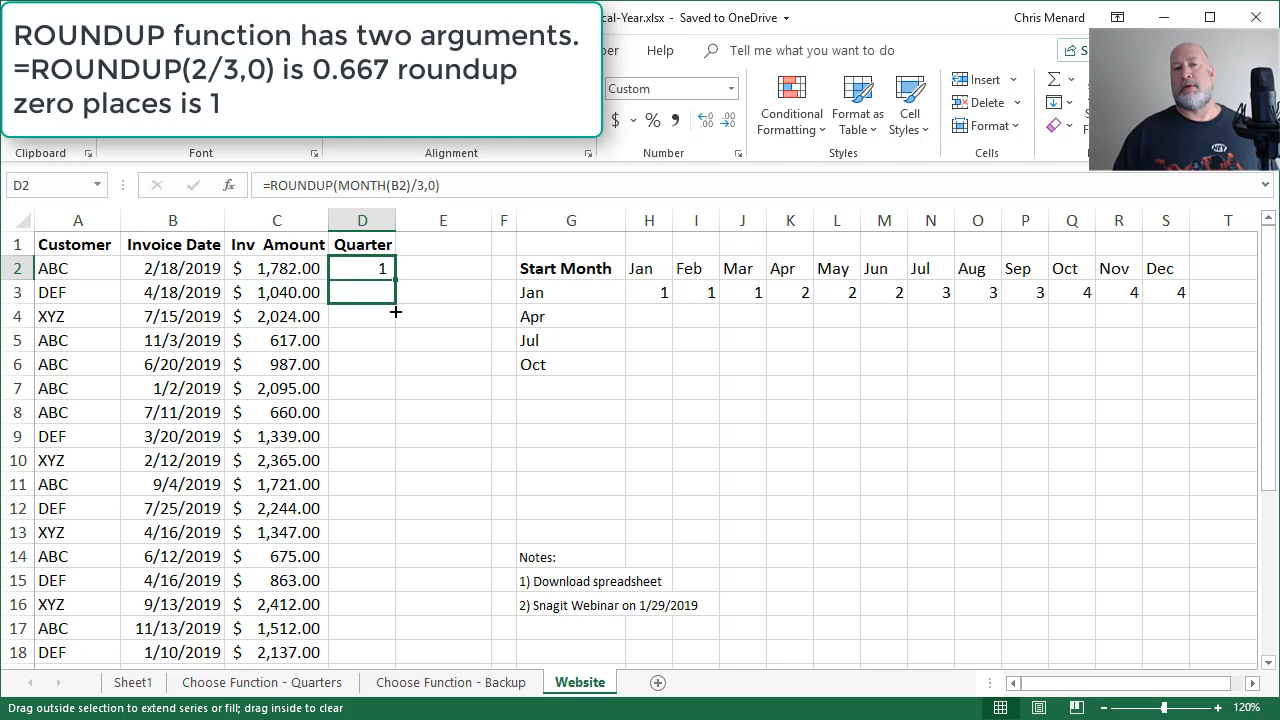 ROUNDUP function has two arguments.
=ROUNDUP(2/3,0) is 0.667 roundup
zero places is 1
cal-Year.xlsx - Saved to OneDrive
Chris Menard
Help
Tell me what you want to do
Custom
$ % ,
Conditional Formatting
Format as Table
Cell Styles
Insert
Delete
Format
Clipboard Font Alignment Number Styles Cells
D2 fx =ROUNDUP(MONTH(B2)/3,0)
A B C D E F G H I J K L M N O P Q R S T
1 Customer Invoice Date Inv Amount Quarter
2 ABC 2/18/2019 $ 1,782.00 1 Start Month Jan Feb Mar Apr May Jun Jul Aug Sep Oct Nov Dec
3 DEF 4/18/2019 $ 1,040.00 Jan 1 1 1 2 2 2 3 3 3 4 4 4
4 XYZ 7/15/2019 $ 2,024.00 Apr
5 ABC 11/3/2019 $ 617.00 Jul
6 ABC 6/20/2019 $ 987.00 Oct
7 ABC 1/2/2019 $ 2,095.00
8 ABC 7/11/2019 $ 660.00
9 DEF 3/20/2019 $ 1,339.00
10 XYZ 2/12/2019 $ 2,365.00
11 ABC 9/4/2019 $ 1,721.00
12 DEF 7/25/2019 $ 2,244.00
13 XYZ 4/16/2019 $ 1,347.00
14 ABC 6/12/2019 $ 675.00 Notes:
15 DEF 4/16/2019 $ 863.00 1) Download spreadsheet
16 XYZ 9/13/2019 $ 2,412.00 2) Snagit Webinar on 1/29/2019
17 ABC 11/13/2019 $ 1,512.00
18 DEF 1/10/2019 $ 2,137.00
Sheet1 Choose Function - Quarters Choose Function - Backup Website
Drag outside selection to extend series or fill; drag inside to clear
120%